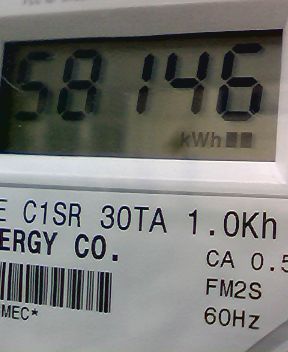 58146
kWh
E C1SR 30TA 1.0Kh
ERGY CO.
CA 0.5
FM2S
60Hz
MEC*